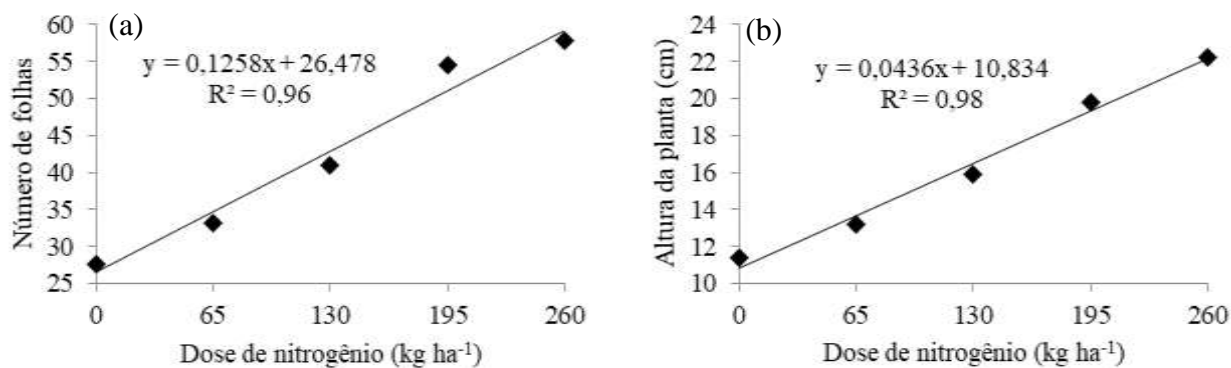 (a)
y = 0,1258x + 26,478
R² = 0,96
Número de folhas
60
55
50
45
40
35
30
25
0 65 130 195 260
Dose de nitrogênio (kg ha⁻¹)
(b)
y = 0,0436x + 10,834
R² = 0,98
Altura da planta (cm)
24
22
20
18
16
14
12
10
0 65 130 195 260
Dose de nitrogênio (kg ha⁻¹)